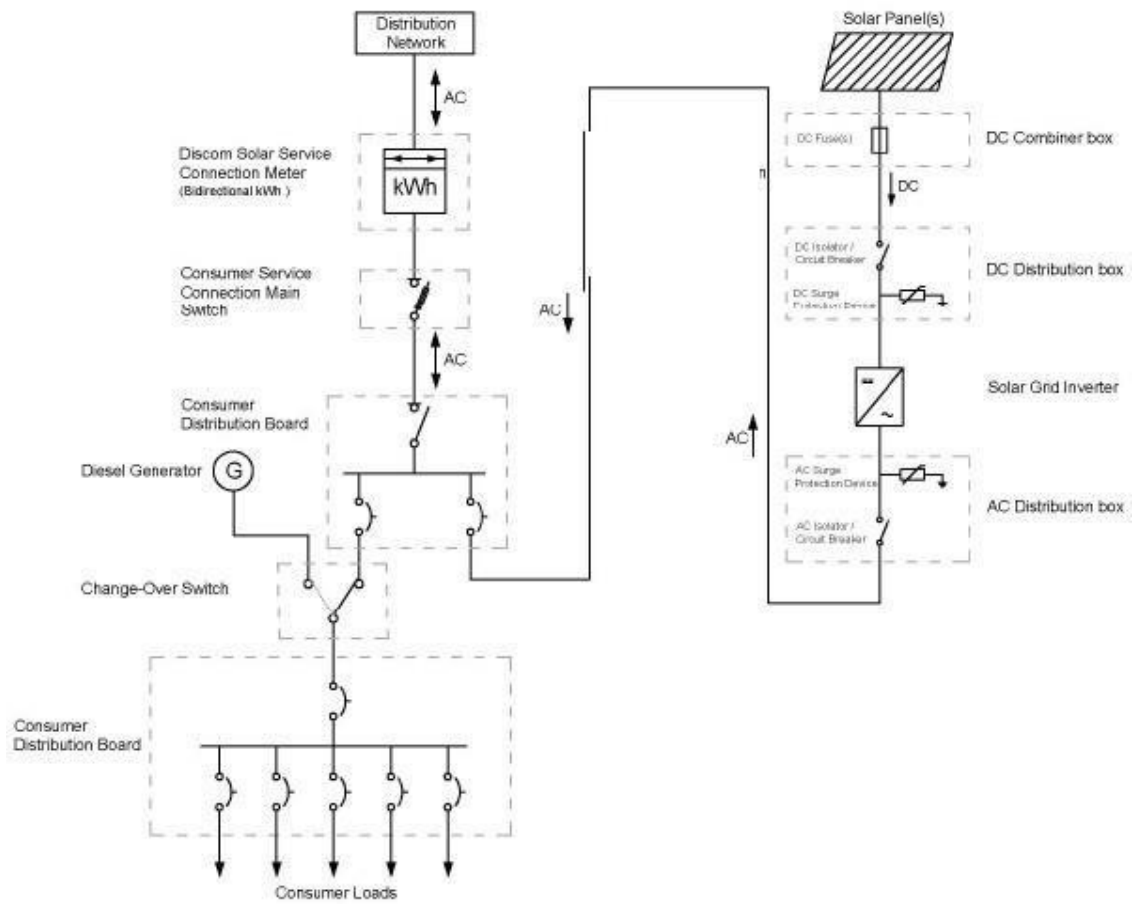 Distribution
Network
AC
Discom Solar Service
Connection Meter
(Bidirectional kWh )
kWh
Consumer Service
Connection Main
Switch
AC
Consumer
Distribution Board
Diesel Generator
G
Change-Over Switch
Consumer
Distribution Board
Consumer Loads
AC
AC
n
Solar Panel(s)
DC Fuse(s)
DC Combiner box
DC
DC Isolator /
Circuit Breaker
DC Distribution box
DC Surge
Protection Device
Solar Grid Inverter
AC Surge
Protection Device
AC Distribution box
AC Isolator /
Circuit Breaker